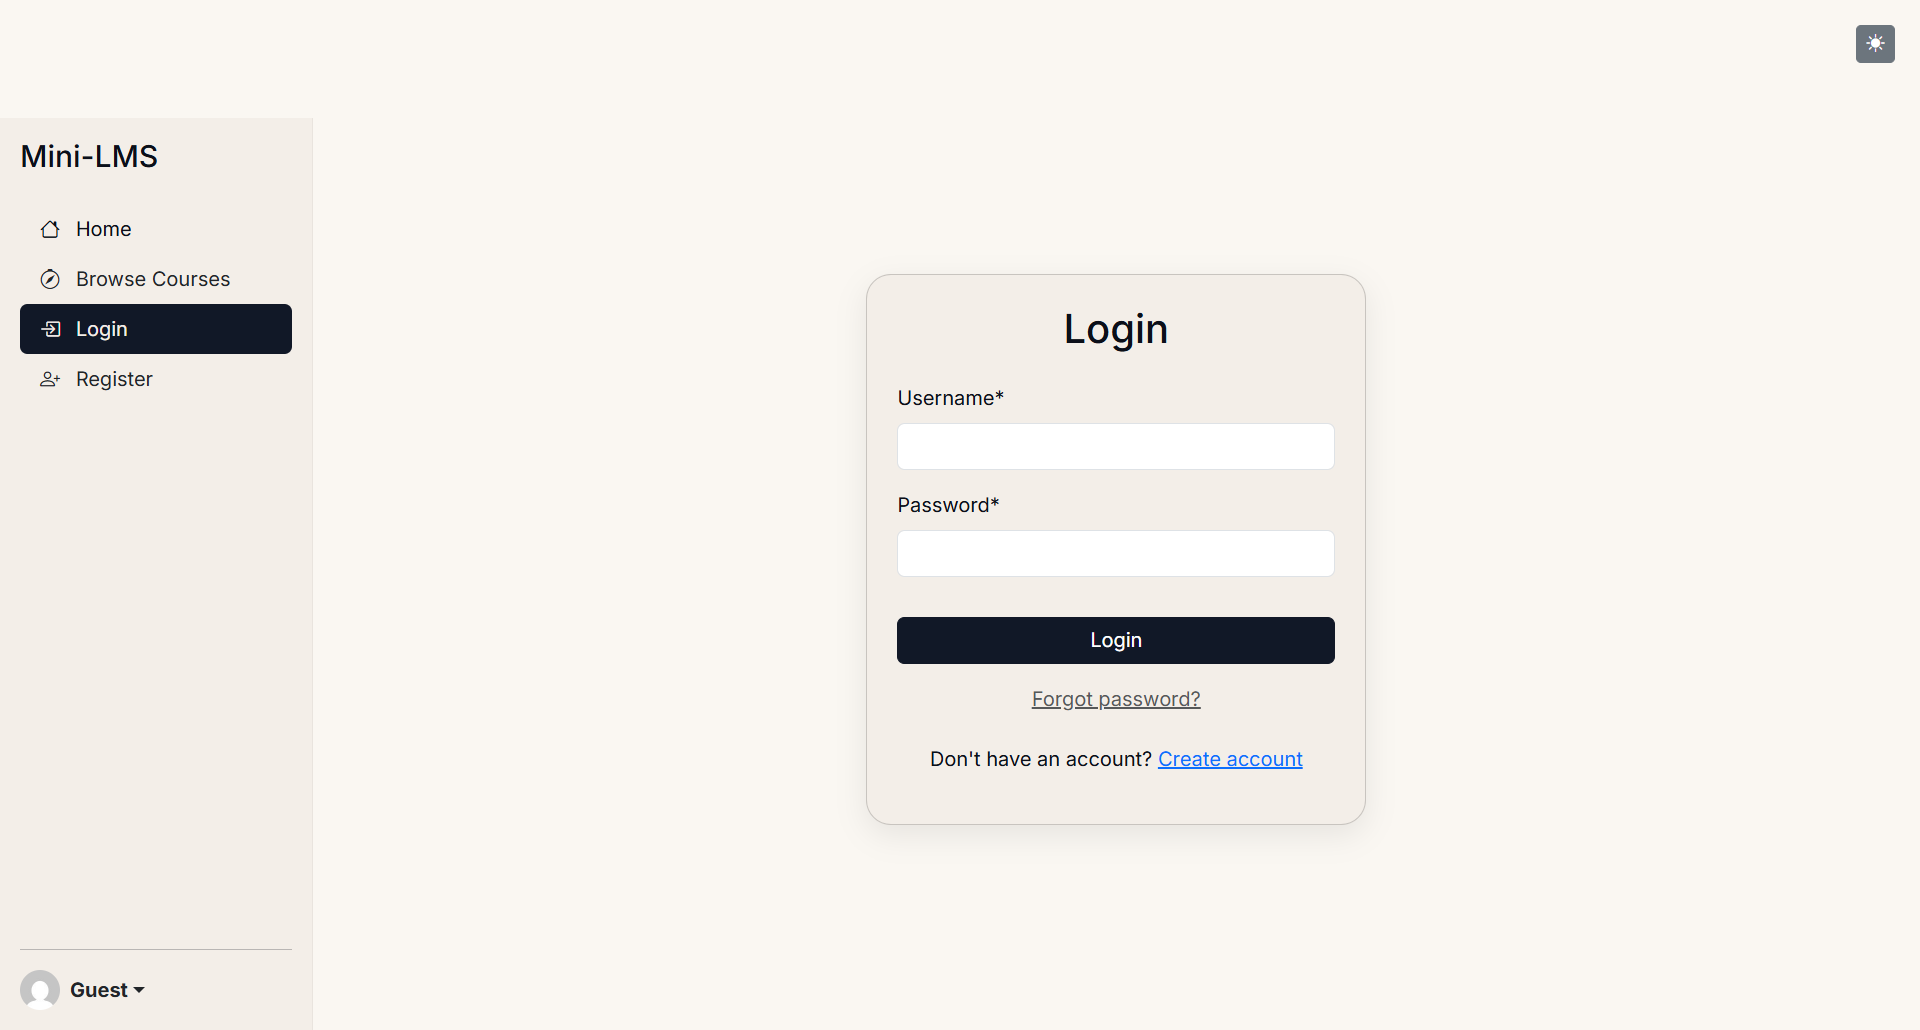 Mini-LMS
Home
Browse Courses
Login
Register
Guest
Login
Username*
Password*
Login
Forgot password?
Don't have an account? Create account